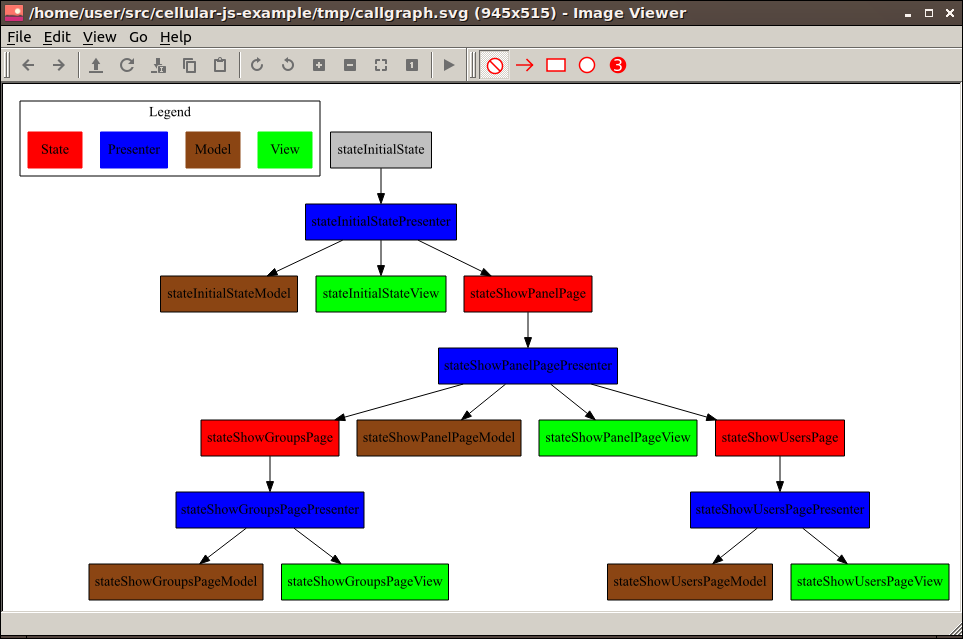 /home/user/src/cellular-js-example/tmp/callgraph.svg (945x515) - Image Viewer
File Edit View Go Help
1 3
Legend
State Presenter Model View
stateInitialState
stateInitialStatePresenter
stateInitialStateModel stateInitialStateView stateShowPanelPage
stateShowPanelPagePresenter
stateShowGroupsPage stateShowPanelPageModel stateShowPanelPageView stateShowUsersPage
stateShowGroupsPagePresenter stateShowUsersPagePresenter
stateShowGroupsPageModel stateShowGroupsPageView stateShowUsersPageModel stateShowUsersPageView